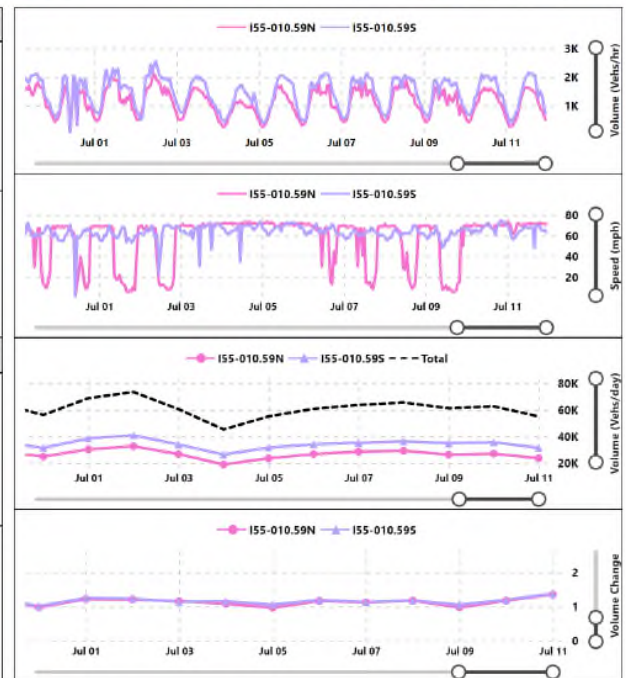 I55-010.59N I55-010.59S
3K
2K
1K
Volume (Vehs/hr)
Jul 01 Jul 03 Jul 05 Jul 07 Jul 09 Jul 11
I55-010.59N I55-010.59S
80
60
40
20
Speed (mph)
Jul 01 Jul 03 Jul 05 Jul 07 Jul 09 Jul 11
I55-010.59N I55-010.59S Total
80K
60K
40K
20K
Volume (Vehs/day)
Jul 01 Jul 03 Jul 05 Jul 07 Jul 09 Jul 11
I55-010.59N I55-010.59S
2
1
0
Volume Change
Jul 01 Jul 03 Jul 05 Jul 07 Jul 09 Jul 11